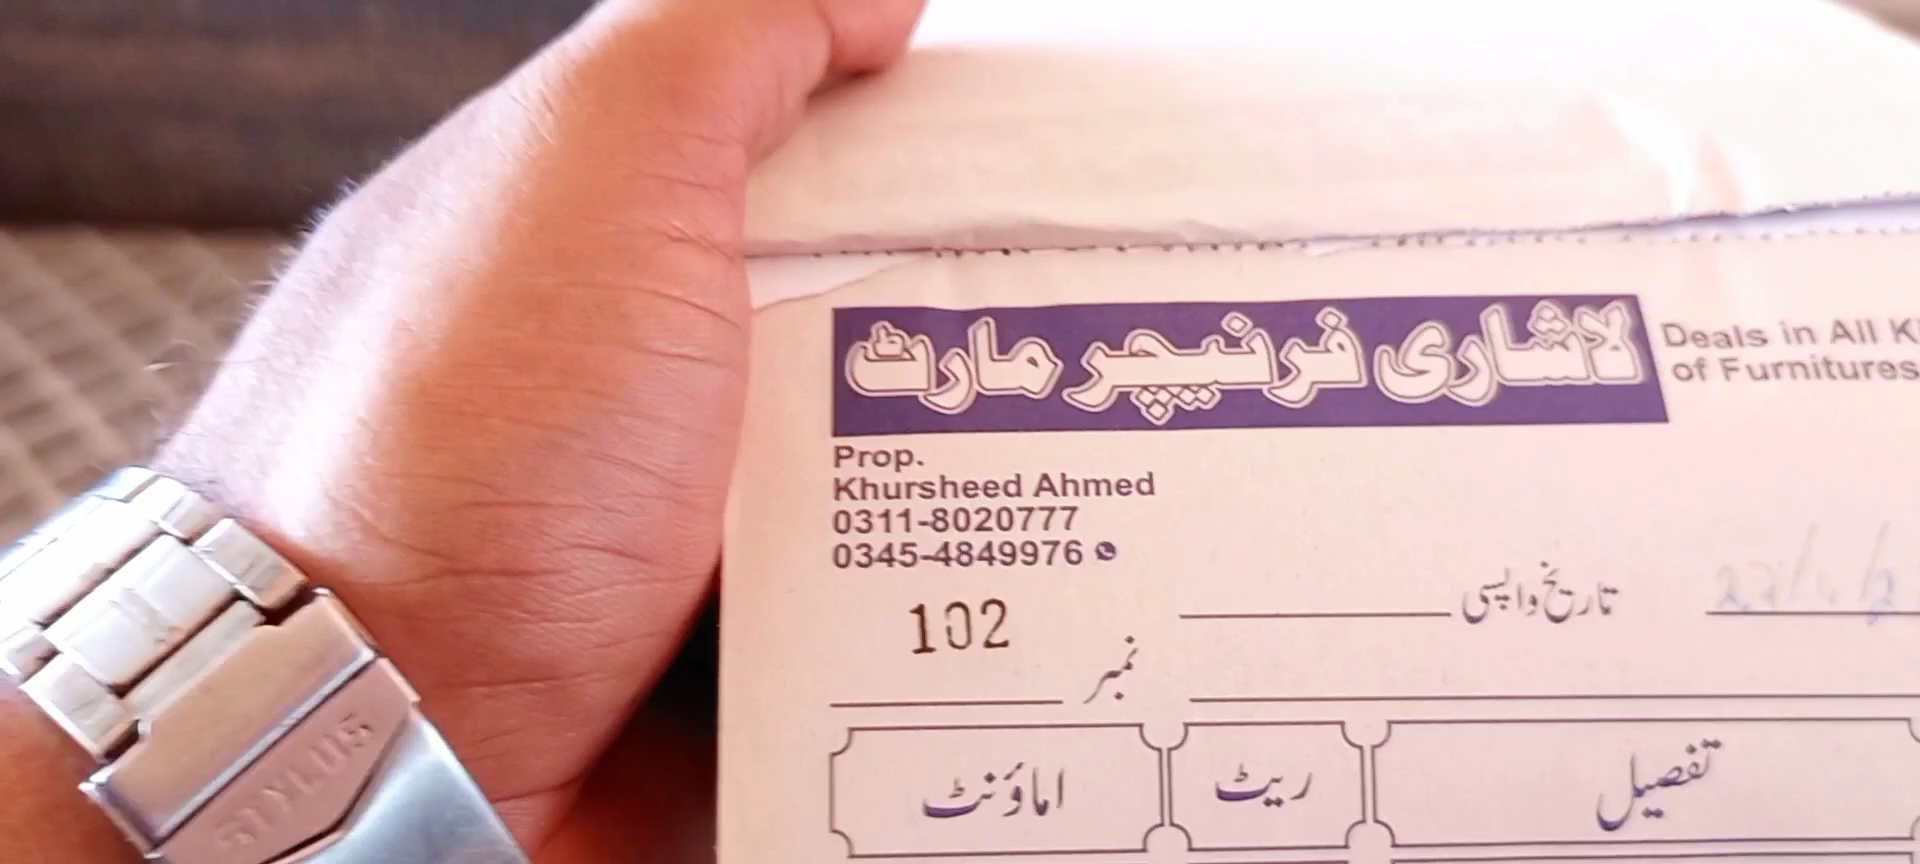 لاشاری فرنیچر مارٹ
Deals in All
of Furnitures
Prop.
Khursheed Ahmed
0311-8020777
0345-4849976
تاریخ واپسی
102
نمبر
تفصیل ریٹ اماؤنٹ